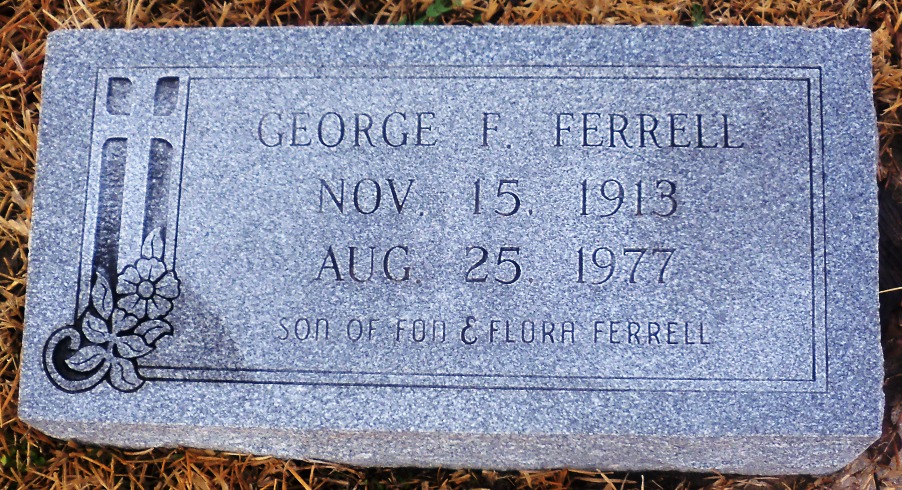 GEORGE F. FERRELL
NOV. 15. 1913
AUG. 25. 1977
SON OF FON & FLORA FERRELL